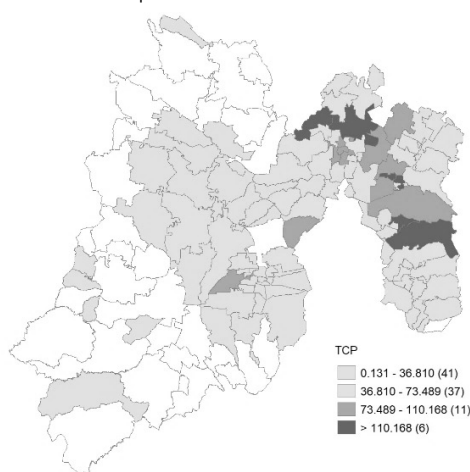 TCP
0.131 - 36.810 (41)
36.810 - 73.489 (37)
73.489 - 110.168 (11)
> 110.168 (6)